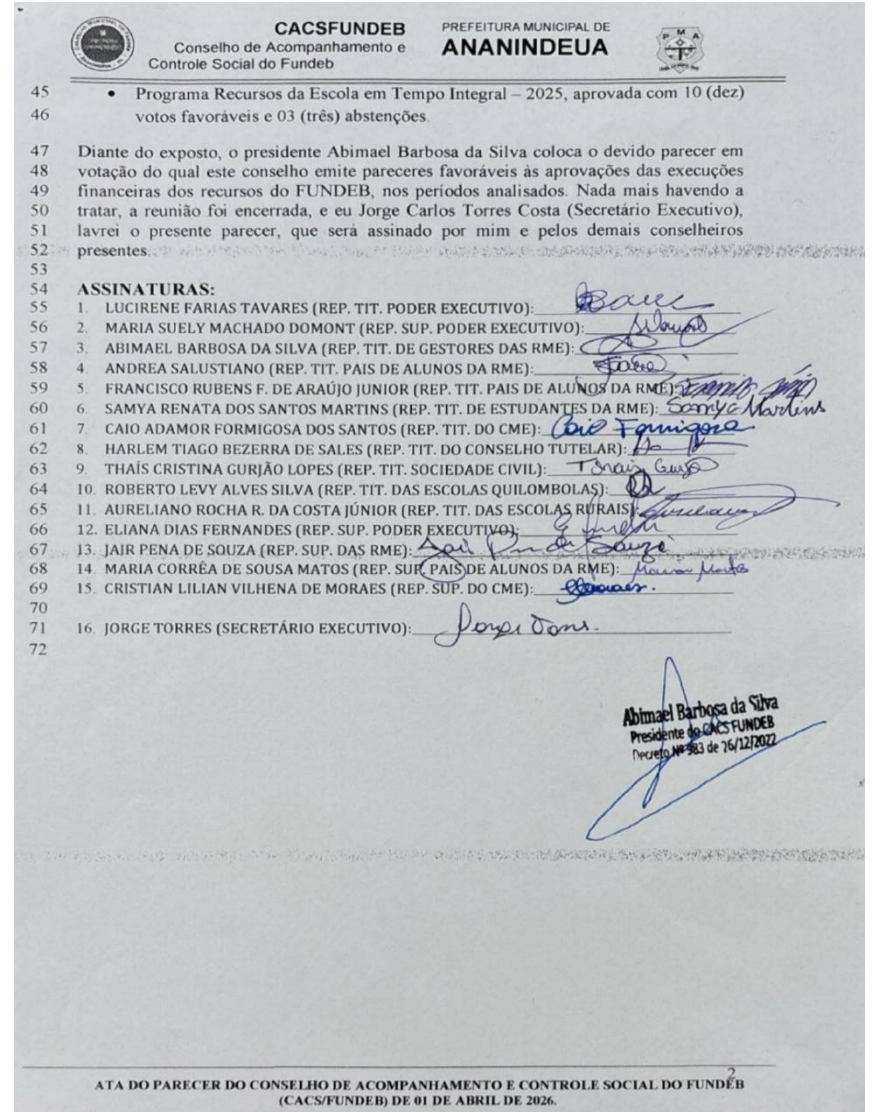 CACSFUNDEB
Conselho de Acompanhamento e
Controle Social do Fundeb
PREFEITURA MUNICIPAL DE
ANANINDEUA
P M A
45 • Programa Recursos da Escola em Tempo Integral – 2025, aprovada com 10 (dez)
46 votos favoráveis e 03 (três) abstenções.
47 Diante do exposto, o presidente Abimael Barbosa da Silva coloca o devido parecer em
48 votação do qual este conselho emite pareceres favoráveis às aprovações das execuções
49 financeiras dos recursos do FUNDEB, nos períodos analisados. Nada mais havendo a
50 tratar, a reunião foi encerrada, e eu Jorge Carlos Torres Costa (Secretário Executivo),
51 lavrei o presente parecer, que será assinado por mim e pelos demais conselheiros
52 presentes.
53
54 ASSINATURAS:
55 1. LUCIRENE FARIAS TAVARES (REP. TIT. PODER EXECUTIVO):
56 2. MARIA SUELY MACHADO DOMONT (REP. SUP. PODER EXECUTIVO):
57 3. ABIMAEL BARBOSA DA SILVA (REP. TIT. DE GESTORES DAS RME):
58 4. ANDREA SALUSTIANO (REP. TIT. PAIS DE ALUNOS DA RME):
59 5. FRANCISCO RUBENS F. DE ARAÚJO JUNIOR (REP. TIT. PAIS DE ALUNOS DA RME):
60 6. SAMYA RENATA DOS SANTOS MARTINS (REP. TIT. DE ESTUDANTES DA RME): Samya Martins
61 7. CAIO ADAMOR FORMIGOSA DOS SANTOS (REP. TIT. DO CME): Caio Formigosa
62 8. HARLEM TIAGO BEZERRA DE SALES (REP. TIT. DO CONSELHO TUTELAR):
63 9. THAÍS CRISTINA GURJÃO LOPES (REP. TIT. SOCIEDADE CIVIL):
64 10. ROBERTO LEVY ALVES SILVA (REP. TIT. DAS ESCOLAS QUILOMBOLAS):
65 11. AURELIANO ROCHA R. DA COSTA JÚNIOR (REP. TIT. DAS ESCOLAS RURAIS):
66 12. ELIANA DIAS FERNANDES (REP. SUP. PODER EXECUTIVO):
67 13. JAIR PENA DE SOUZA (REP. SUP. DAS RME):
68 14. MARIA CORRÊA DE SOUSA MATOS (REP. SUP. PAIS DE ALUNOS DA RME):
69 15. CRISTIAN LILIAN VILHENA DE MORAES (REP. SUP. DO CME):
70
71 16. JORGE TORRES (SECRETÁRIO EXECUTIVO):
72
Abimael Barbosa da Silva
Presidente do CACS FUNDEB
Decreto Nº 983 de 26/12/2022
2
ATA DO PARECER DO CONSELHO DE ACOMPANHAMENTO E CONTROLE SOCIAL DO FUNDEB
(CACS/FUNDEB) DE 01 DE ABRIL DE 2026.